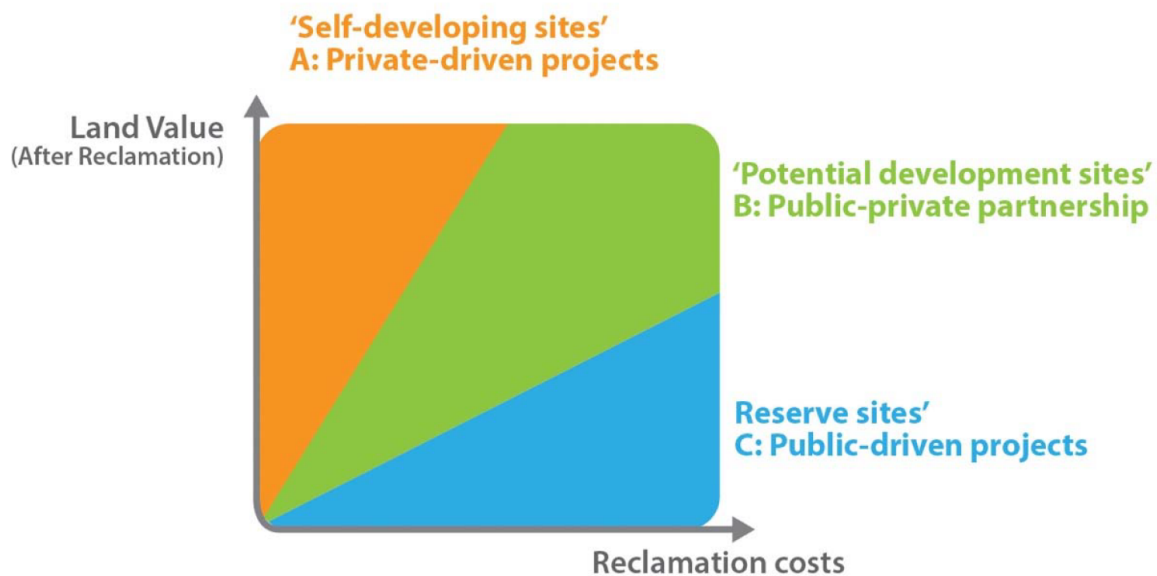 ‘Self-developing sites’
A: Private-driven projects
Land Value
(After Reclamation)
‘Potential development sites’
B: Public-private partnership
Reserve sites’
C: Public-driven projects
Reclamation costs